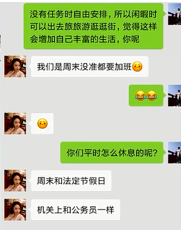 没有任务时自由安排,所以闲暇时
可以出去旅旅游逛逛街,觉得这样
会增加自己丰富的生活,你呢
我们是周末没准都要加班
你们平时怎么休息的呢?
周末和法定节假日
机关上和公务员一样